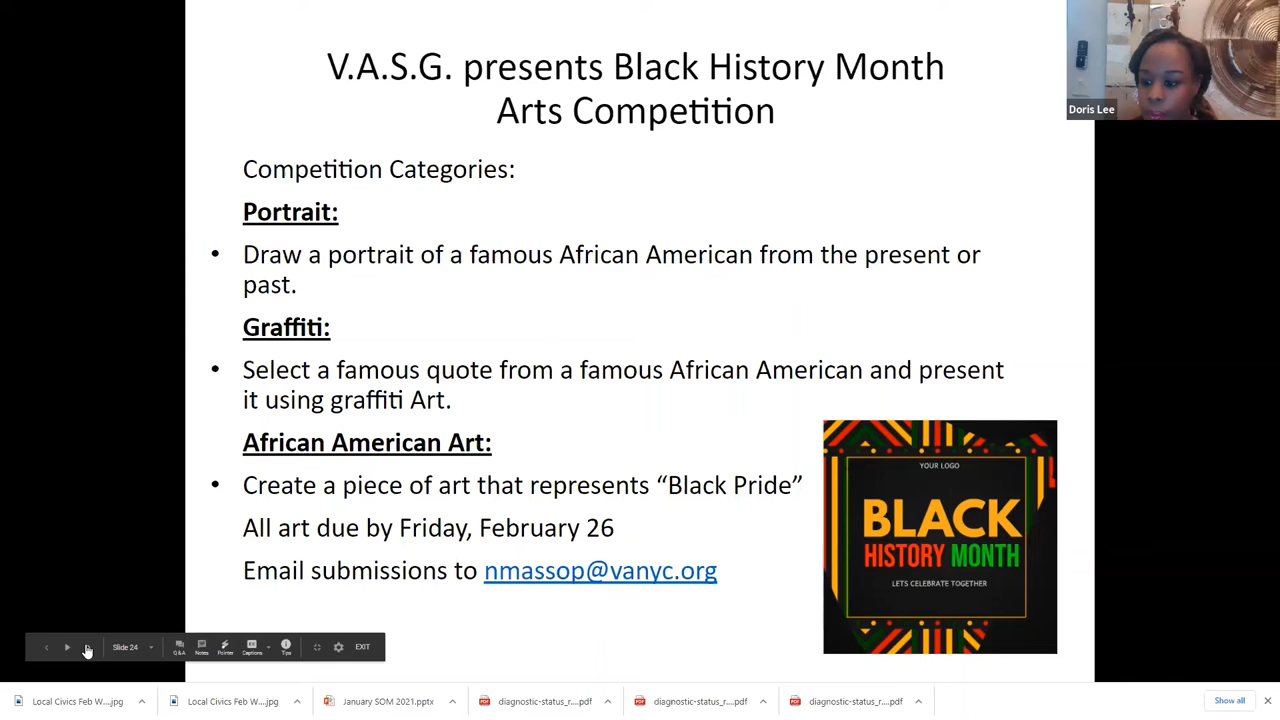 V.A.S.G. presents Black History Month
Arts Competition
Doris Lee
Competition Categories:
Portrait:
• Draw a portrait of a famous African American from the present or
past.
Graffiti:
• Select a famous quote from a famous African American and present
it using graffiti Art.
African American Art:
• Create a piece of art that represents “Black Pride”
All art due by Friday, February 26
Email submissions to nmassop@vanyc.org
YOUR LOGO
BLACK
HISTORY MONTH
LETS CELEBRATE TOGETHER
Slide 24 Q&A Notes Pointer Captions Tips EXIT
Local Civics Feb W....jpg Local Civics Feb W....jpg January SOM 2021.pptx diagnostic-status_r....pdf diagnostic-status_r....pdf diagnostic-status_r....pdf Show all